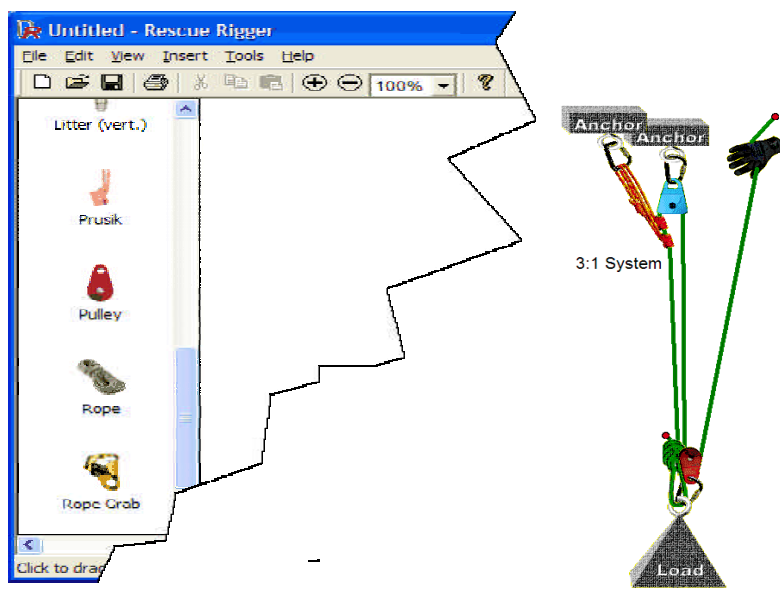 Untitled - Rescue Rigger
File Edit View Insert Tools Help
100%
Litter (vert.)
Prusik
Pulley
Rope
Rope Grab
Click to drag
Anchor
Anchor
3:1 System
Load